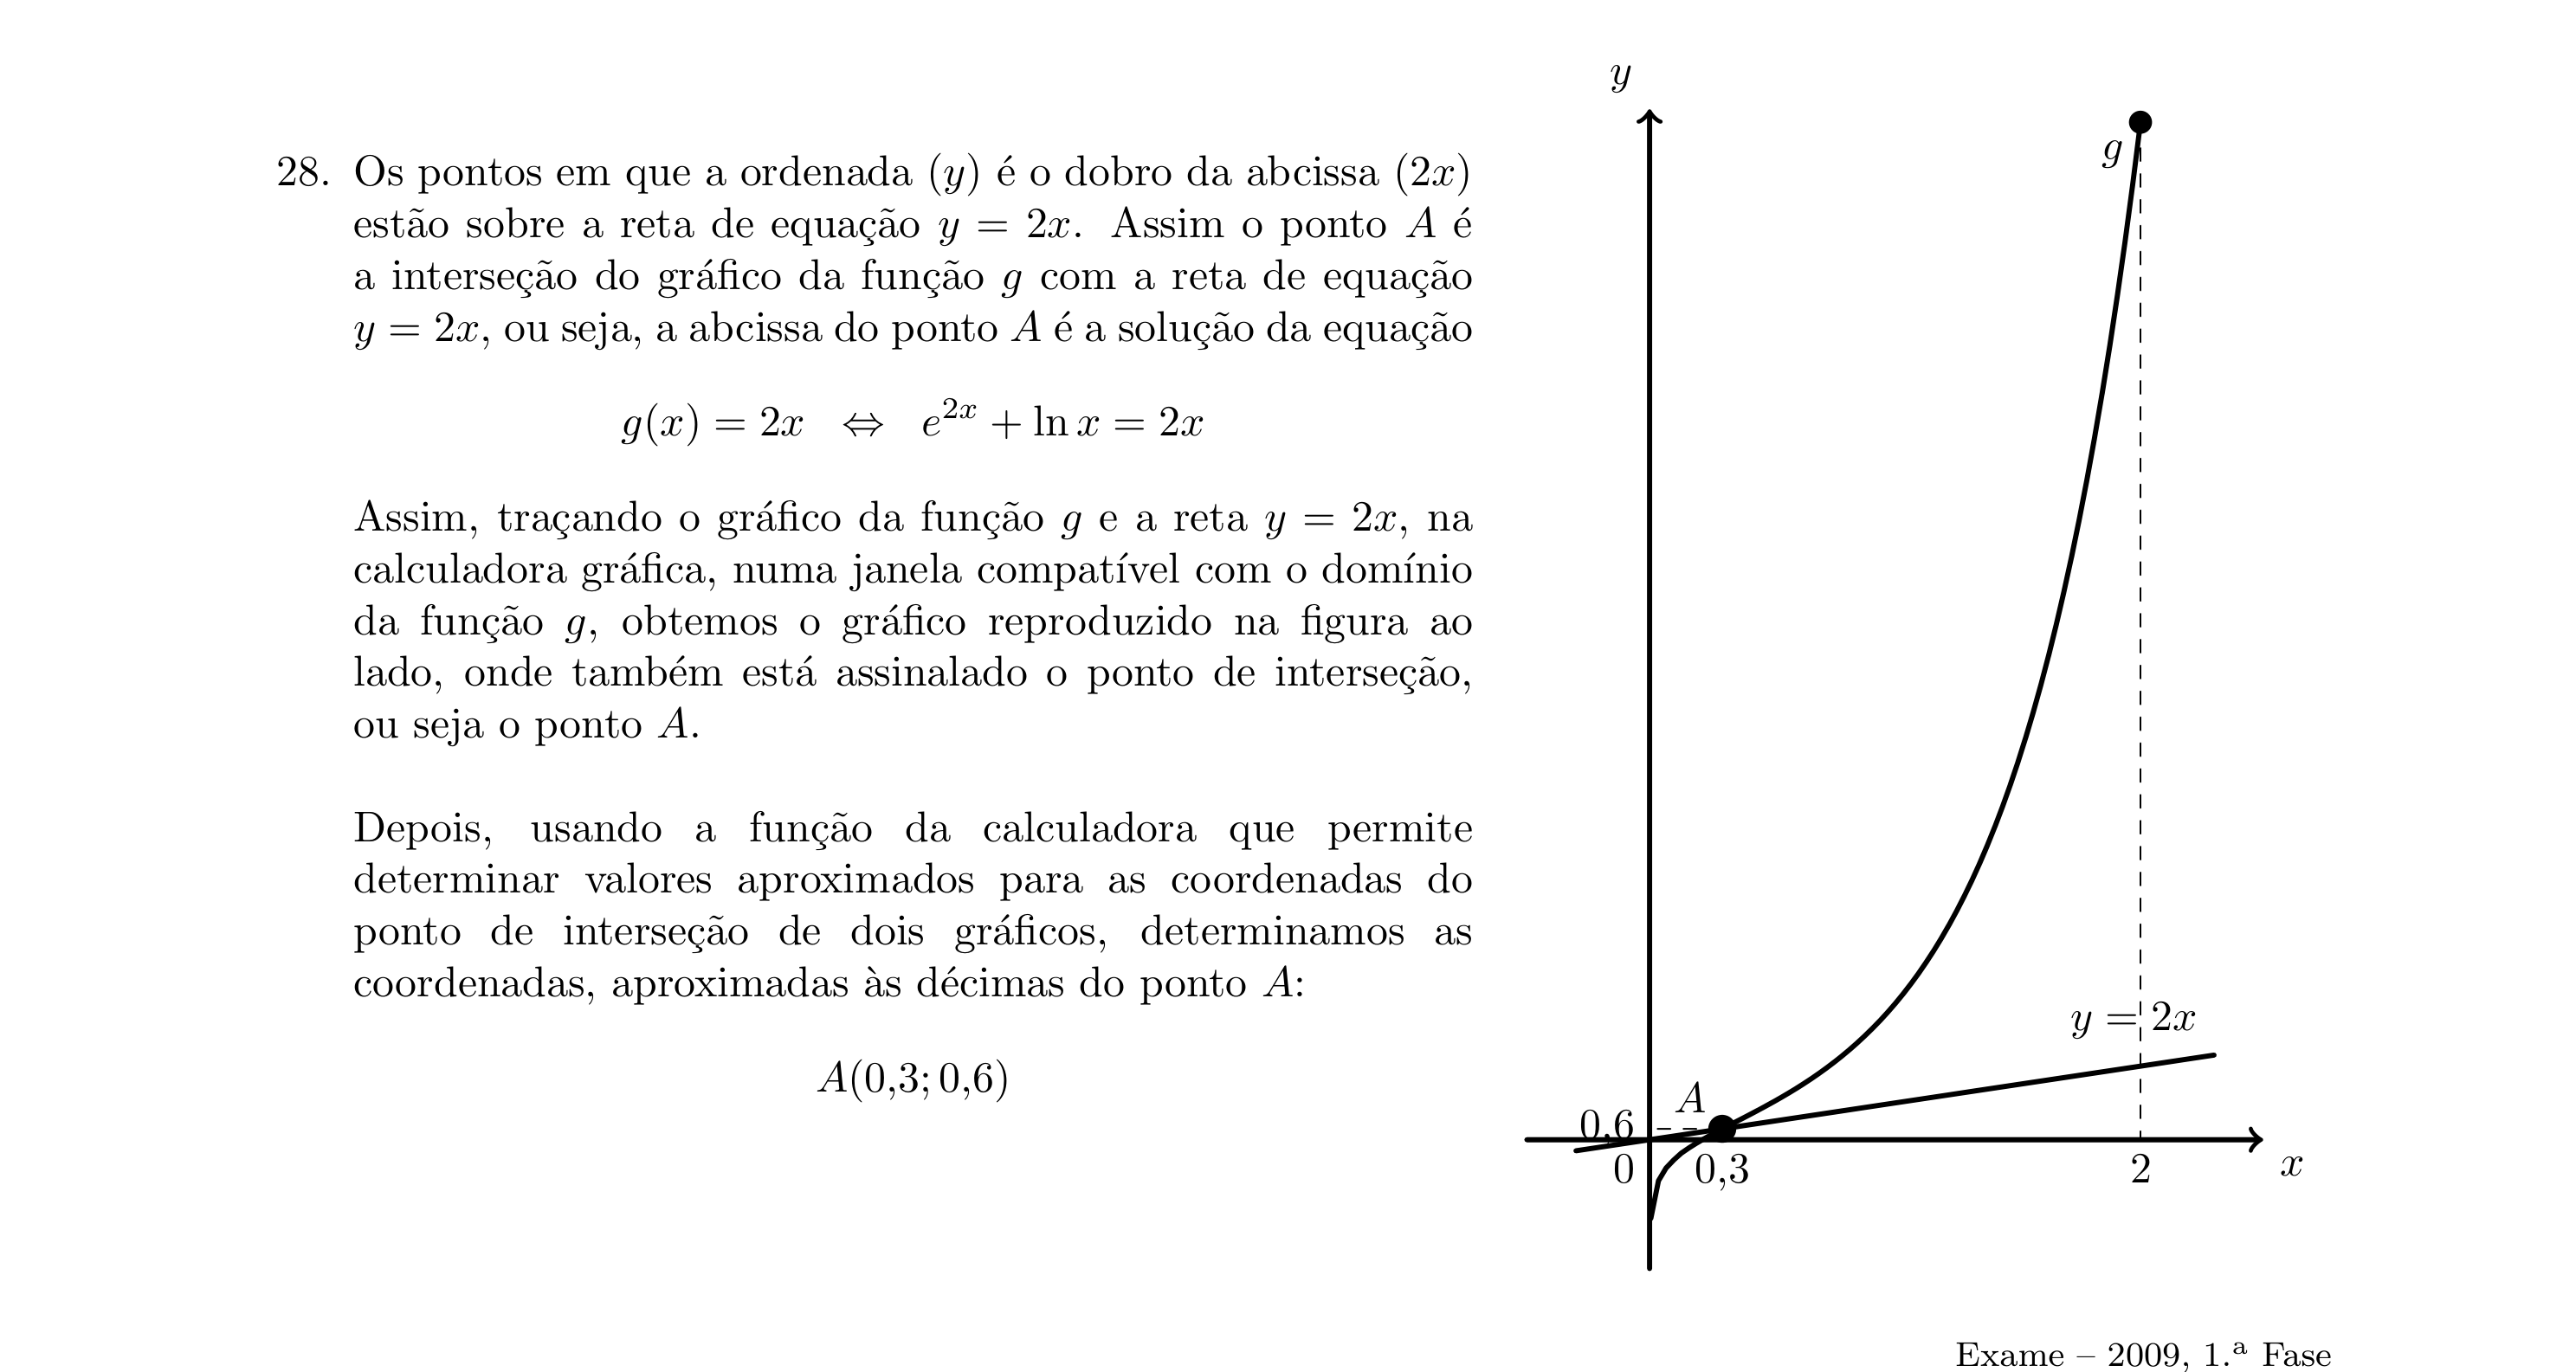 28. Os pontos em que a ordenada (y) é o dobro da abcissa (2x)
estão sobre a reta de equação y = 2x. Assim o ponto A é
a interseção do gráfico da função g com a reta de equação
y = 2x, ou seja, a abcissa do ponto A é a solução da equação
g(x) = 2x ⇔ e^{2x} + ln x = 2x
Assim, traçando o gráfico da função g e a reta y = 2x, na
calculadora gráfica, numa janela compatível com o domínio
da função g, obtemos o gráfico reproduzido na figura ao
lado, onde também está assinalado o ponto de interseção,
ou seja o ponto A.
Depois, usando a função da calculadora que permite
determinar valores aproximados para as coordenadas do
ponto de interseção de dois gráficos, determinamos as
coordenadas, aproximadas às décimas do ponto A:
A(0,3; 0,6)
y
g
y = 2x
A
0,6
0
0,3
2
x
Exame – 2009, 1.ª Fase